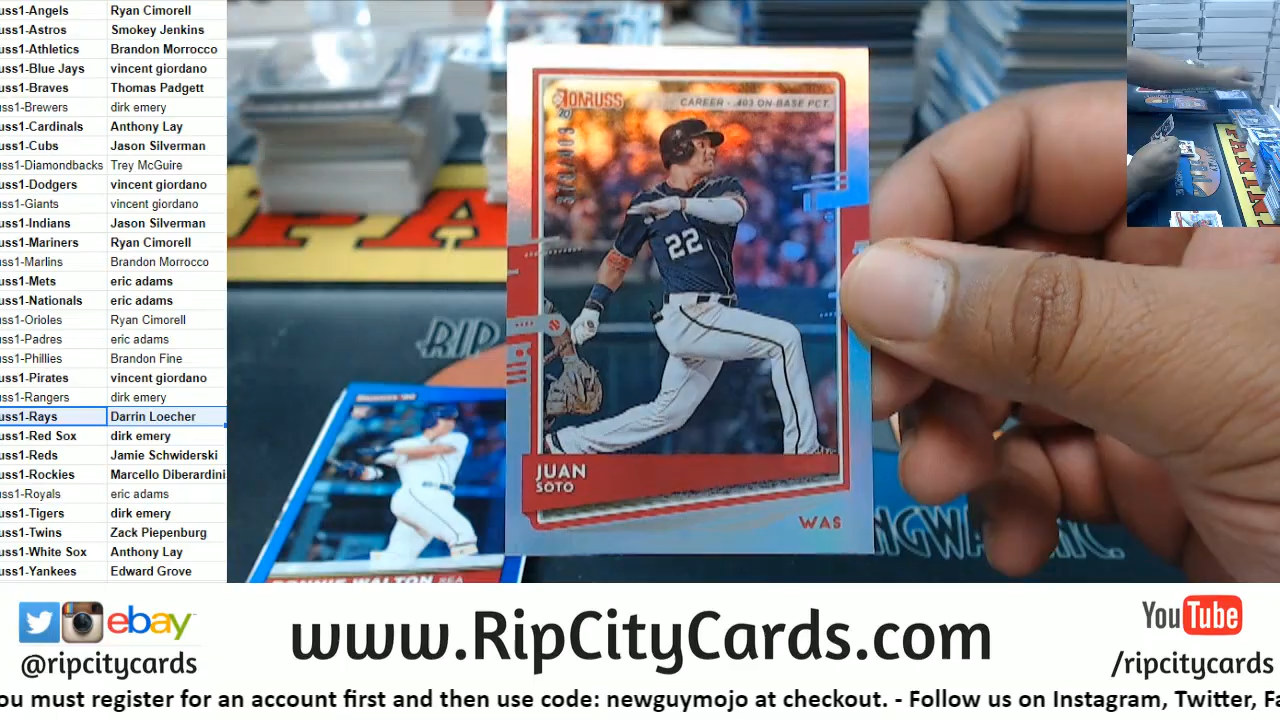 uss1-Angels Ryan Cimorell
uss1-Astros Smokey Jenkins
uss1-Athletics Brandon Morrocco
uss1-Blue Jays vincent giordano
uss1-Braves Thomas Padgett
uss1-Brewers dirk emery
uss1-Cardinals Anthony Lay
uss1-Cubs Jason Silverman
uss1-Diamondbacks Trey McGuire
uss1-Dodgers vincent giordano
uss1-Giants vincent giordano
uss1-Indians Jason Silverman
uss1-Mariners Ryan Cimorell
uss1-Marlins Brandon Morrocco
uss1-Mets eric adams
uss1-Nationals eric adams
uss1-Orioles Ryan Cimorell
uss1-Padres eric adams
uss1-Phillies Brandon Fine
uss1-Pirates vincent giordano
uss1-Rangers dirk emery
uss1-Rays Darrin Loecher
uss1-Red Sox dirk emery
uss1-Reds Jamie Schwiderski
uss1-Rockies Marcello Diberardini
uss1-Royals eric adams
uss1-Tigers dirk emery
uss1-Twins Zack Piepenburg
uss1-White Sox Anthony Lay
uss1-Yankees Edward Grove
DONRUSS
CAREER - .403 ON-BASE PCT.
22
JUAN
SOTO
WAS
RIP
WALTON SEA
PANINI
ebay
@ripcitycards
www.RipCityCards.com
YouTube
/ripcitycards
ou must register for an account first and then use code: newguymojo at checkout. - Follow us on Instagram, Twitter, Fa